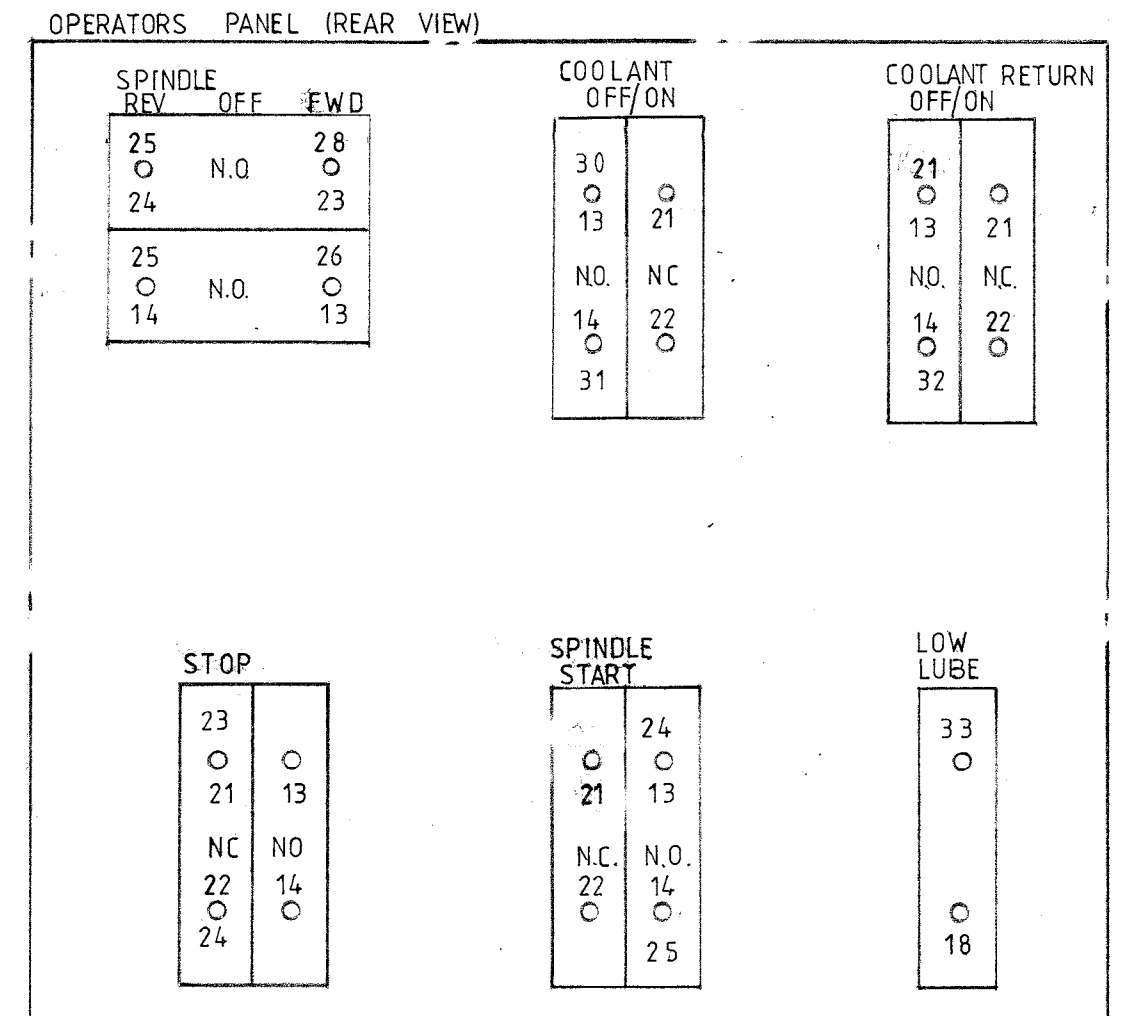 OPERATORS PANEL (REAR VIEW)
SPINDLE
REV OFF FWD
25 28
N.O.
24 23
25 26
N.O.
14 13
COOLANT
OFF/ON
30
13 21
N.O. NC
14 22
31
COOLANT RETURN
OFF/ON
21
13 21
N.O. N.C.
14 22
32
STOP
23
21 13
NC NO
22 14
24
SPINDLE
START
24
21 13
N.C. N.O.
22 14
25
LOW
LUBE
33
18